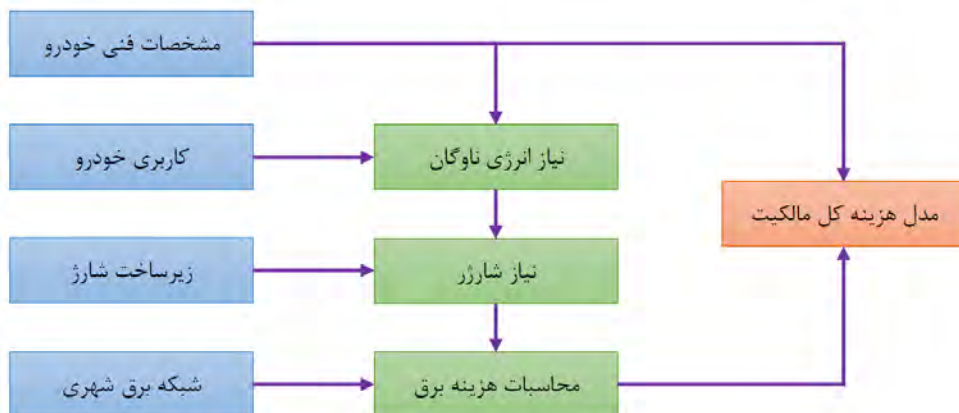 مشخصات فنی خودرو
کاربری خودرو
نیاز انرژی ناوگان
مدل هزینه کل مالکیت
زیرساخت شارژ
نیاز شارژر
شبکه برق شهری
محاسبات هزینه برق